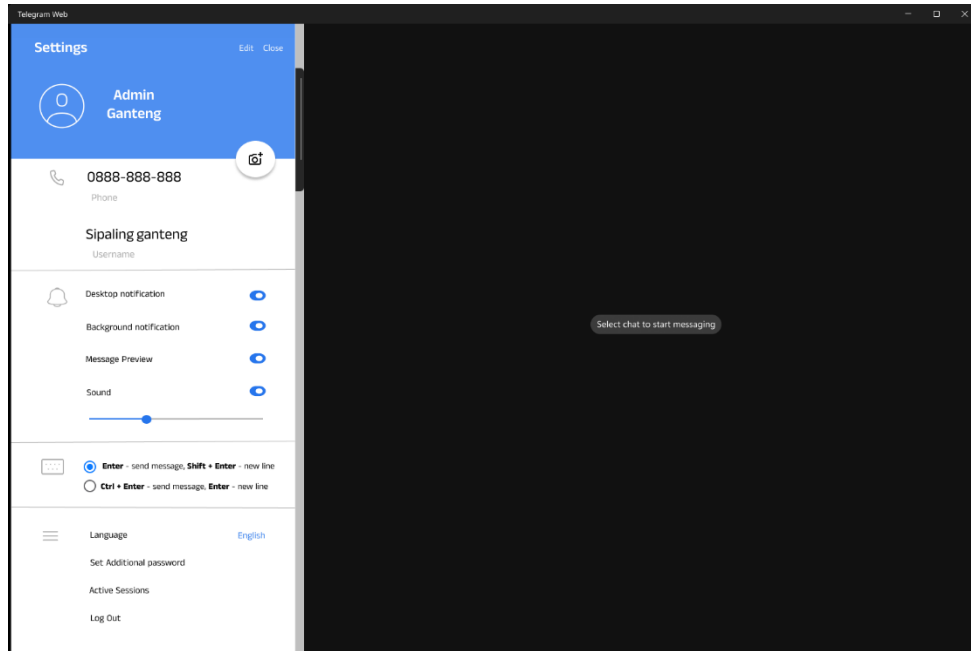 Telegram Web
Settings
Edit Close
Admin
Ganteng
0888-888-888
Phone
Sipaling ganteng
Username
Desktop notification
Background notification
Message Preview
Sound
Enter - send message, Shift + Enter - new line
Ctrl + Enter - send message, Enter - new line
Language English
Set Additional password
Active Sessions
Log Out
Select chat to start messaging